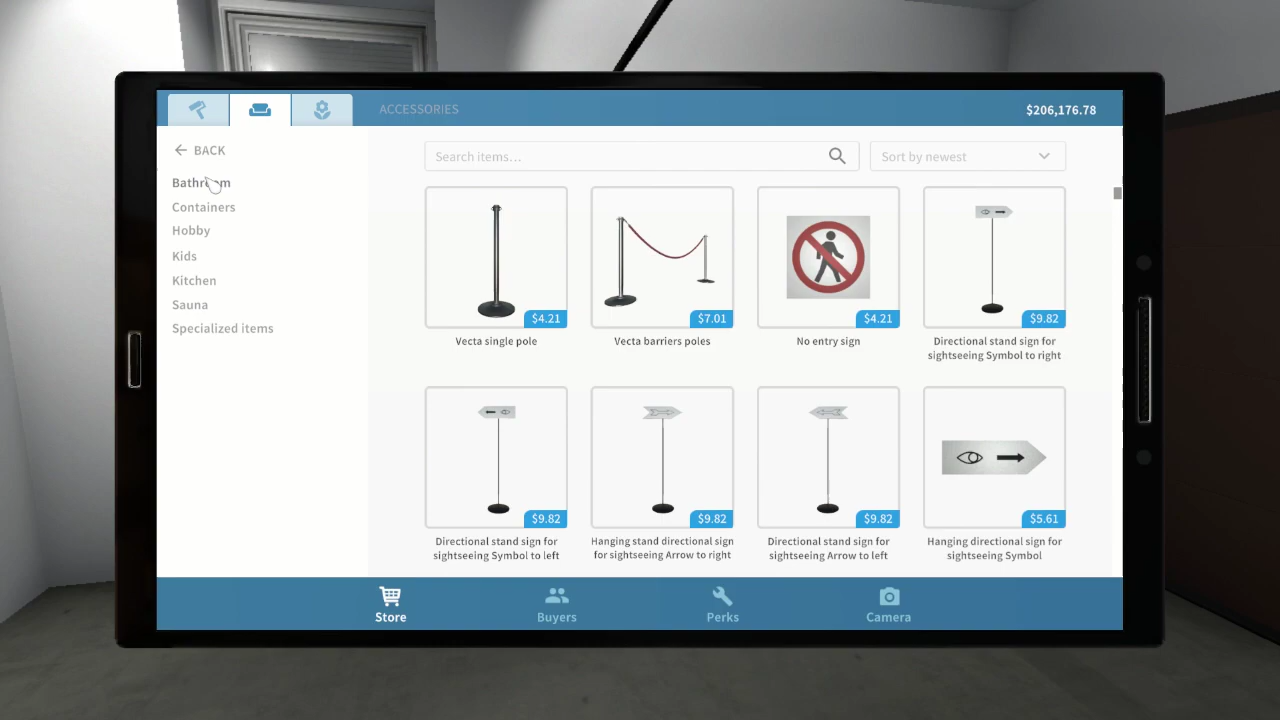 ACCESSORIES
$206,176.78
BACK
Search items...
Sort by newest
Bathroom
Containers
Hobby
Kids
Kitchen
Sauna
Specialized items
$4.21
$7.01
$4.21
$9.82
Vecta single pole
Vecta barriers poles
No entry sign
Directional stand sign for
sightseeing Symbol to right
$9.82
$9.82
$9.82
$5.61
Directional stand sign for
sightseeing Symbol to left
Hanging stand directional sign
for sightseeing Arrow to right
Directional stand sign for
sightseeing Arrow to left
Hanging directional sign for
sightseeing Symbol
Store
Buyers
Perks
Camera